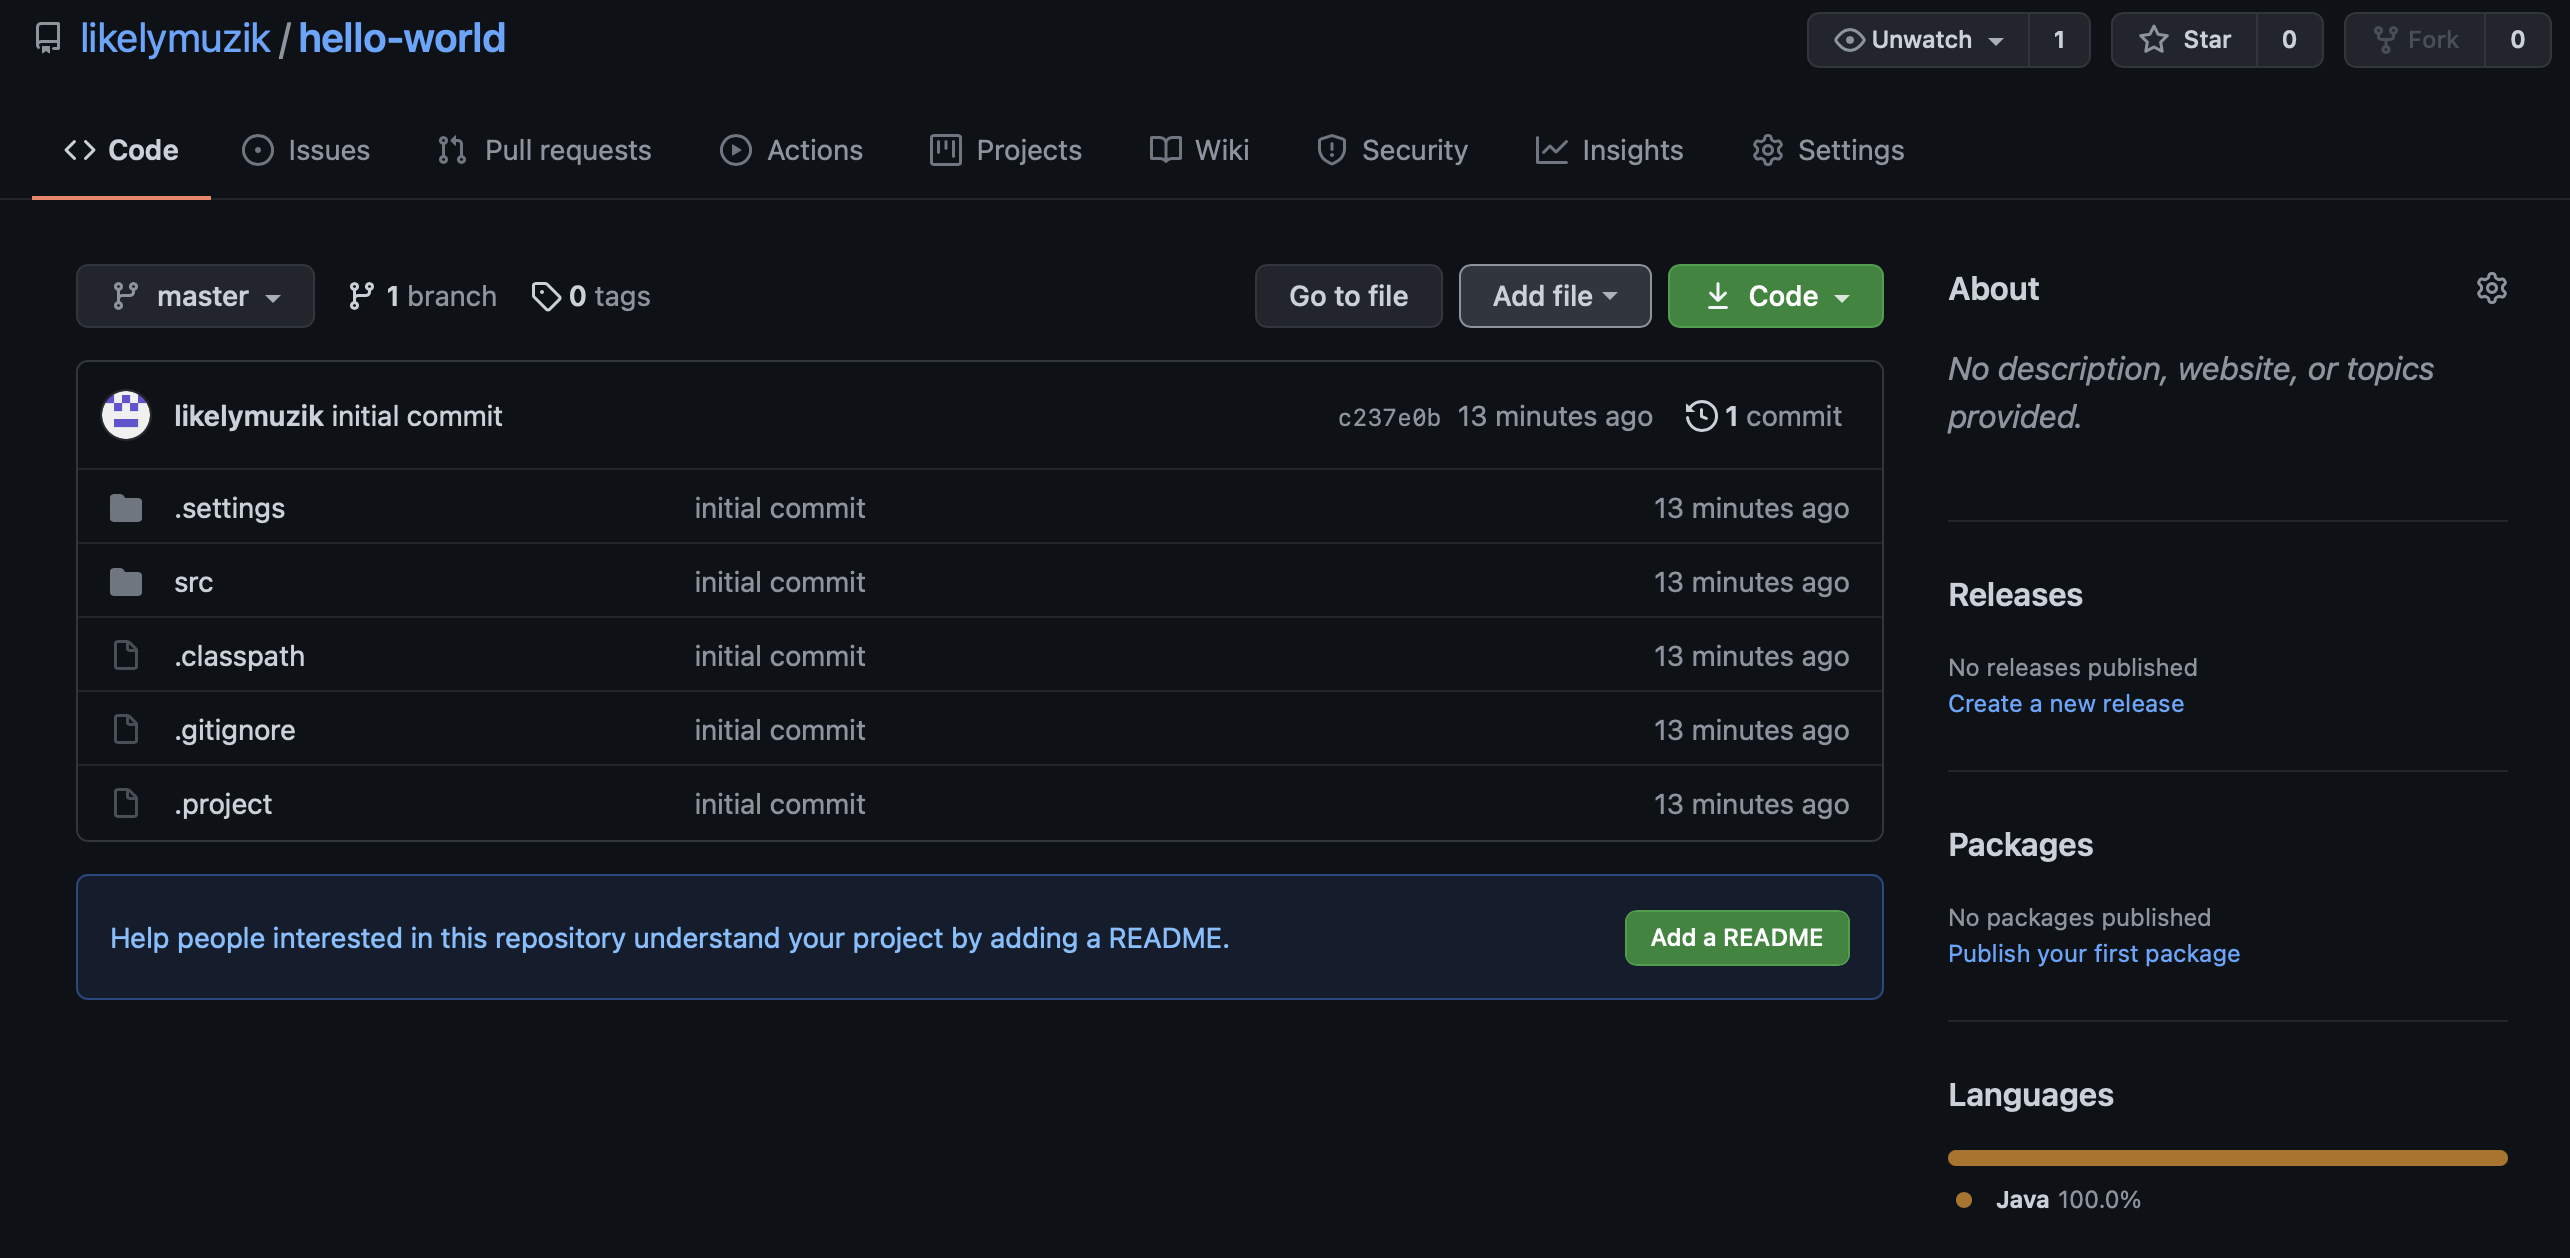 likelymuzik / hello-world
Unwatch 1 Star 0 Fork 0
Code Issues Pull requests Actions Projects Wiki Security Insights Settings
master 1 branch 0 tags Go to file Add file Code
likelymuzik initial commit c237e0b 13 minutes ago 1 commit
.settings initial commit 13 minutes ago
src initial commit 13 minutes ago
.classpath initial commit 13 minutes ago
.gitignore initial commit 13 minutes ago
.project initial commit 13 minutes ago
Help people interested in this repository understand your project by adding a README. Add a README
About
No description, website, or topics
provided.
Releases
No releases published
Create a new release
Packages
No packages published
Publish your first package
Languages
Java 100.0%